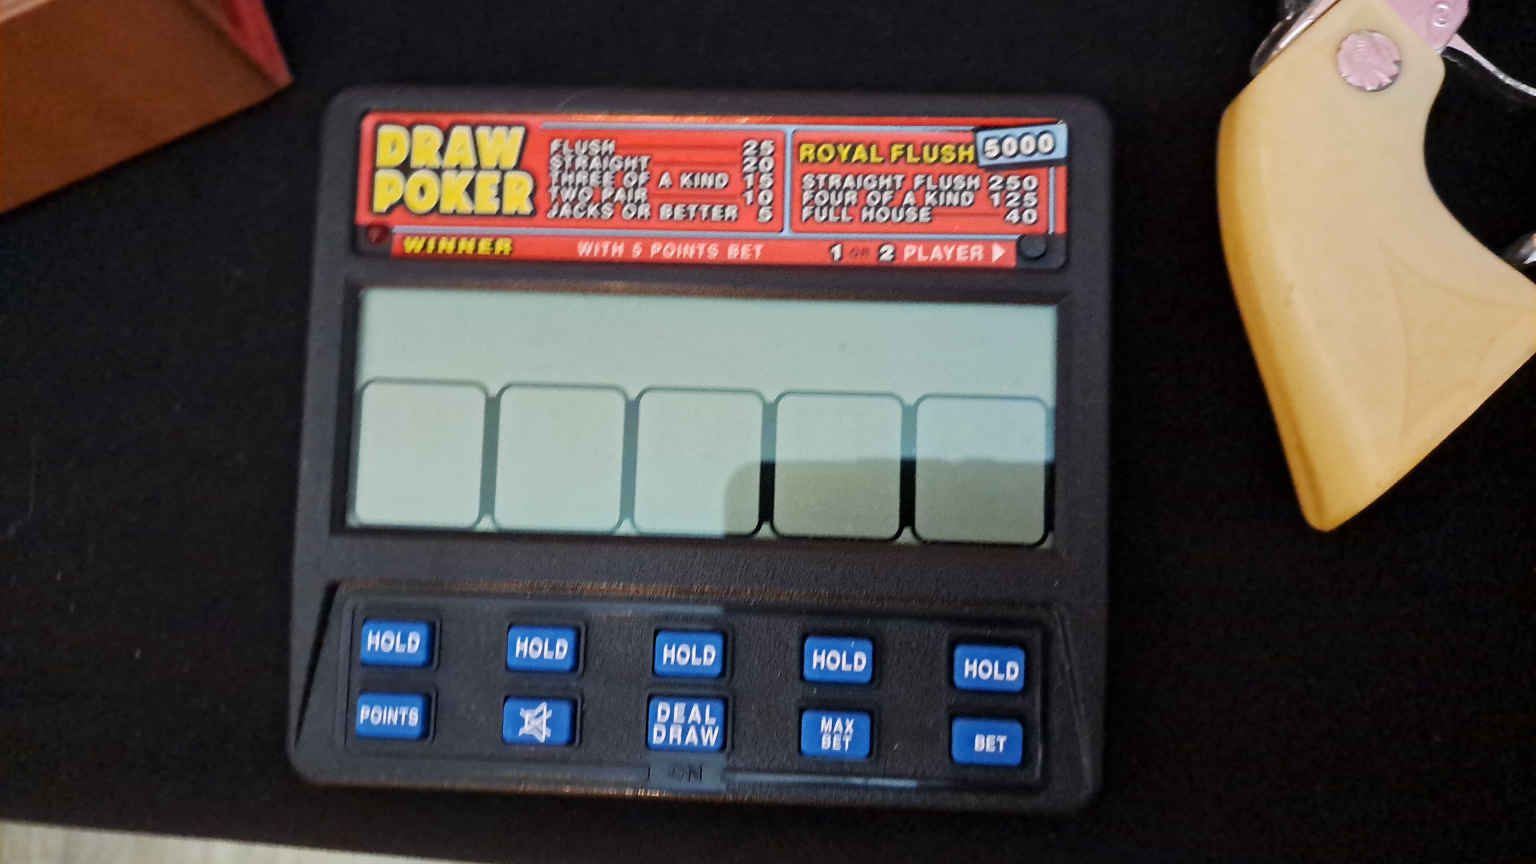 DRAW
POKER
FLUSH 25
STRAIGHT 20
THREE OF A KIND 15
TWO PAIR 10
JACKS OR BETTER 5
ROYAL FLUSH 5000
STRAIGHT FLUSH 250
FOUR OF A KIND 125
FULL HOUSE 40
WINNER WITH 5 POINTS BET 1 OR 2 PLAYER
HOLD HOLD HOLD HOLD HOLD
POINTS
DEAL
DRAW
MAX
BET
BET
ON